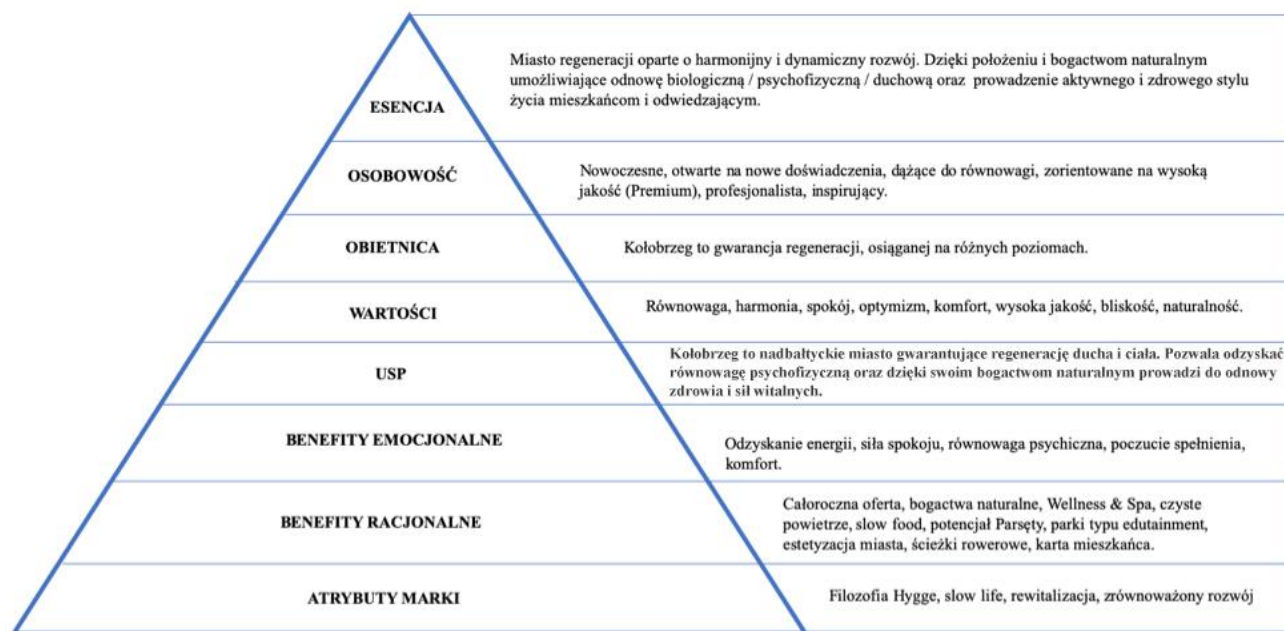 Miasto regeneracji oparte o harmonijny i dynamiczny rozwój. Dzięki położeniu i bogactwom naturalnym
umożliwiające odnowę biologiczną / psychofizyczną / duchową oraz prowadzenie aktywnego i zdrowego stylu
życia mieszkańcom i odwiedzającym.
ESENCJA
OSOBOWOŚĆ
Nowoczesne, otwarte na nowe doświadczenia, dążące do równowagi, zorientowane na wysoką
jakość (Premium), profesjonalista, inspirujący.
OBIETNICA
Kołobrzeg to gwarancja regeneracji, osiąganej na różnych poziomach.
WARTOŚCI
Równowaga, harmonia, spokój, optymizm, komfort, wysoka jakość, bliskość, naturalność.
USP
Kołobrzeg to nadbałtyckie miasto gwarantujące regenerację ducha i ciała. Pozwala odzyskać
równowagę psychofizyczną oraz dzięki swoim bogactwom naturalnym prowadzi do odnowy
zdrowia i sił witalnych.
BENEFITY EMOCJONALNE
Odzyskanie energii, siła spokoju, równowaga psychiczna, poczucie spełnienia,
komfort.
BENEFITY RACJONALNE
Całoroczna oferta, bogactwa naturalne, Wellness & Spa, czyste
powietrze, slow food, potencjał Parsęty, parki typu edutainment,
estetyzacja miasta, ścieżki rowerowe, karta mieszkańca.
ATRYBUTY MARKI
Filozofia Hygge, slow life, rewitalizacja, zrównoważony rozwój